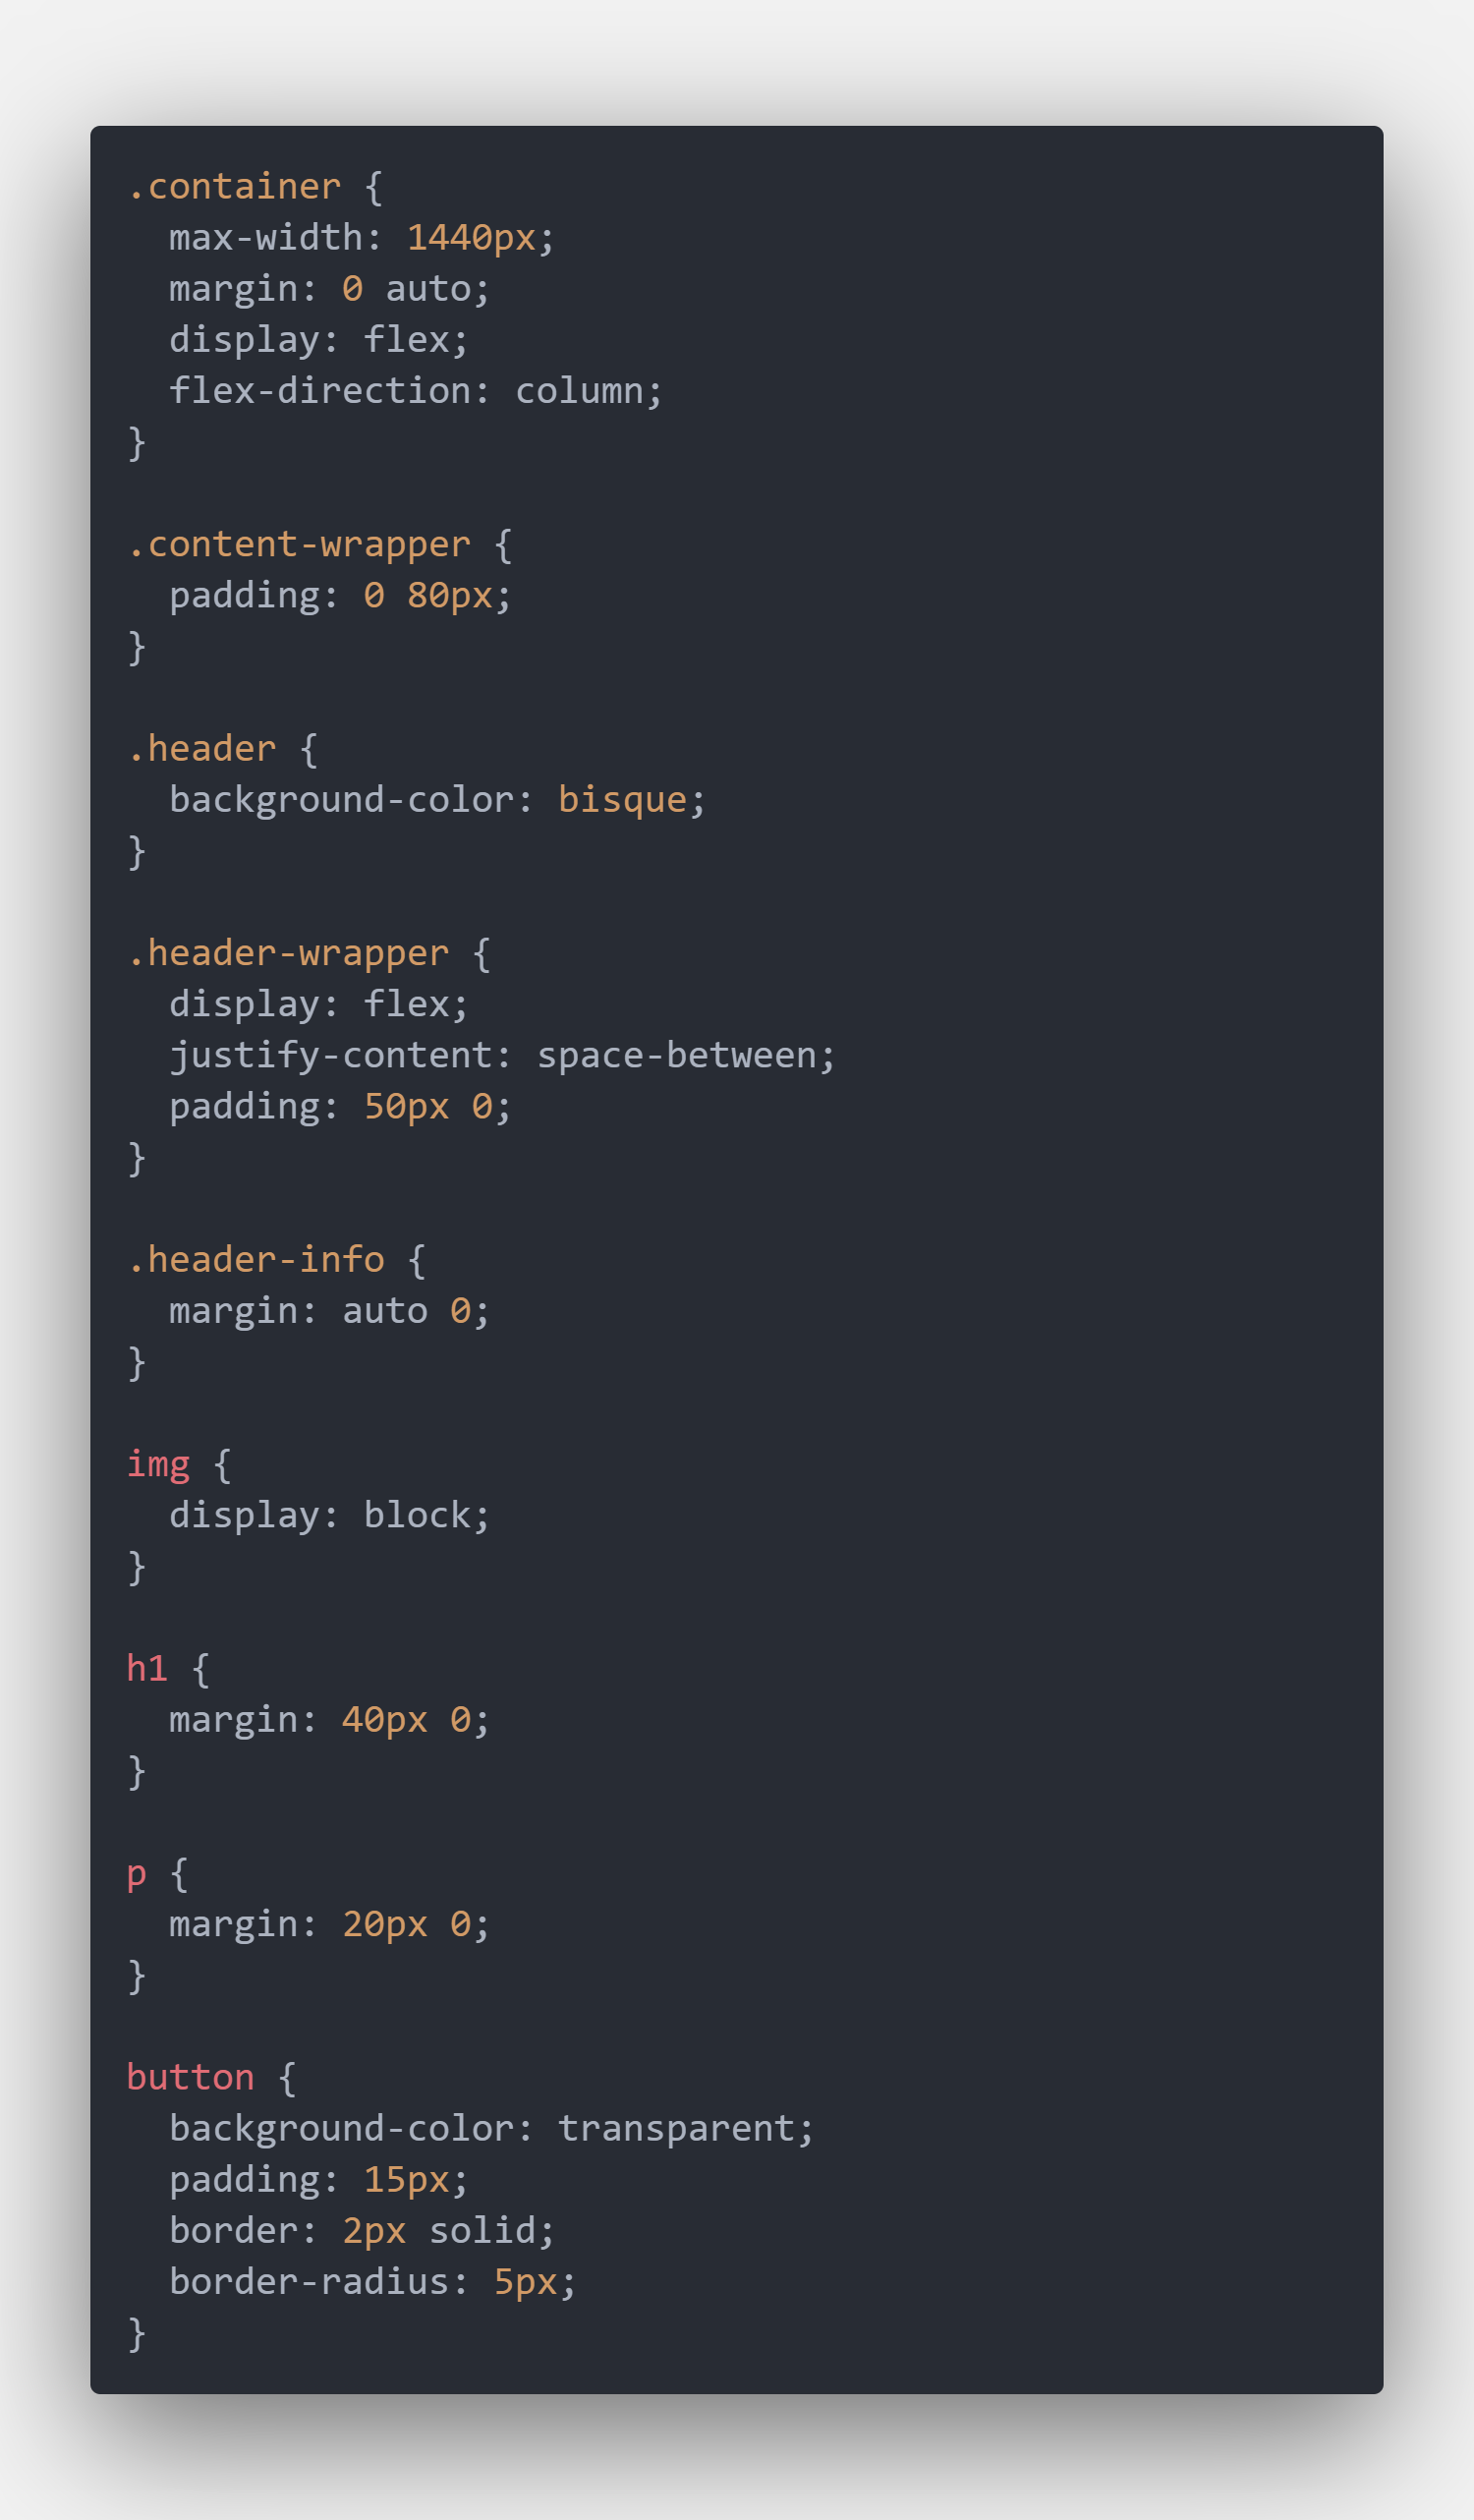 .container {
  max-width: 1440px;
  margin: 0 auto;
  display: flex;
  flex-direction: column;
}

.content-wrapper {
  padding: 0 80px;
}

.header {
  background-color: bisque;
}

.header-wrapper {
  display: flex;
  justify-content: space-between;
  padding: 50px 0;
}

.header-info {
  margin: auto 0;
}

img {
  display: block;
}

h1 {
  margin: 40px 0;
}

p {
  margin: 20px 0;
}

button {
  background-color: transparent;
  padding: 15px;
  border: 2px solid;
  border-radius: 5px;
}